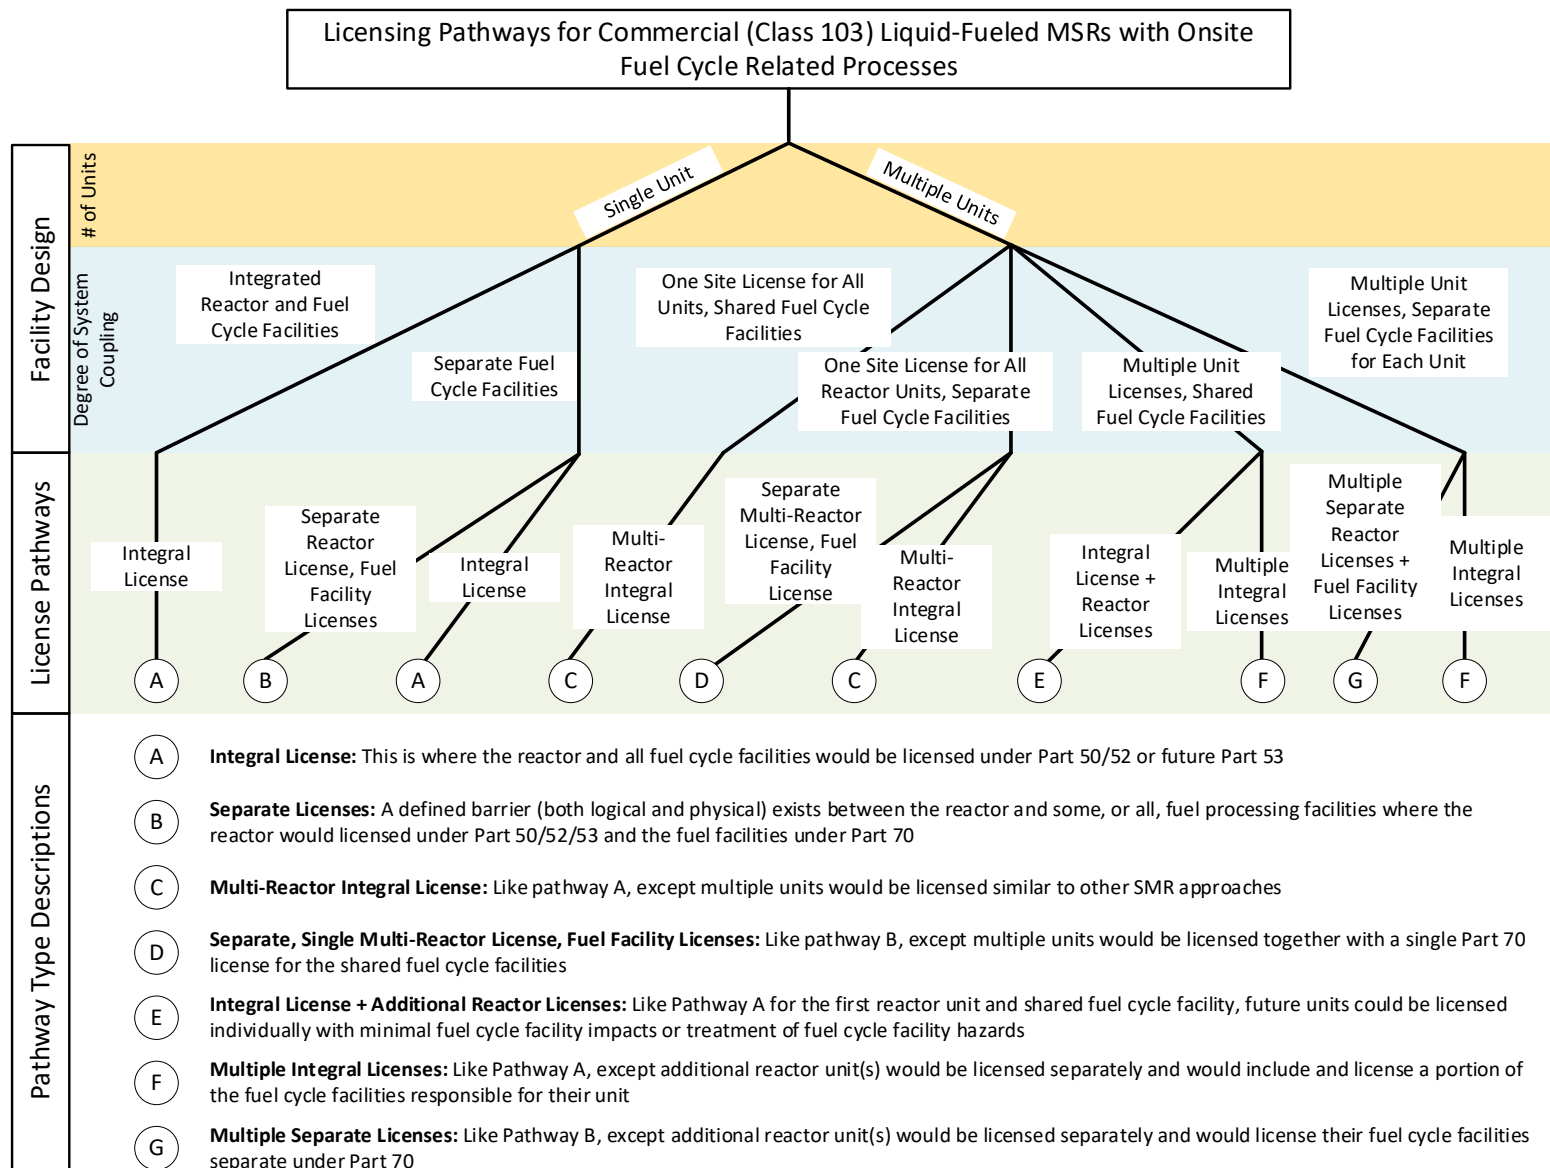 Licensing Pathways for Commercial (Class 103) Liquid-Fueled MSRs with Onsite
Fuel Cycle Related Processes
Facility Design
# of Units
Single Unit
Multiple Units
Degree of System
Coupling
Integrated
Reactor and Fuel
Cycle Facilities
Separate Fuel
Cycle Facilities
One Site License for All
Units, Shared Fuel Cycle
Facilities
One Site License for All
Reactor Units, Separate
Fuel Cycle Facilities
Multiple Unit
Licenses, Shared
Fuel Cycle Facilities
Multiple Unit
Licenses, Separate
Fuel Cycle Facilities
for Each Unit
License Pathways
Integral
License
Separate
Reactor
License, Fuel
Facility
Licenses
Integral
License
Multi-
Reactor
Integral
License
Separate
Multi-Reactor
License, Fuel
Facility
License
Multi-
Reactor
Integral
License
Integral
License +
Reactor
Licenses
Multiple
Integral
Licenses
Multiple
Separate
Reactor
Licenses +
Fuel Facility
Licenses
Multiple
Integral
Licenses
A
B
A
C
D
C
E
F
G
F
Pathway Type Descriptions
A
Integral License: This is where the reactor and all fuel cycle facilities would be licensed under Part 50/52 or future Part 53
B
Separate Licenses: A defined barrier (both logical and physical) exists between the reactor and some, or all, fuel processing facilities where the
reactor would licensed under Part 50/52/53 and the fuel facilities under Part 70
C
Multi-Reactor Integral License: Like pathway A, except multiple units would be licensed similar to other SMR approaches
D
Separate, Single Multi-Reactor License, Fuel Facility Licenses: Like pathway B, except multiple units would be licensed together with a single Part 70
license for the shared fuel cycle facilities
E
Integral License + Additional Reactor Licenses: Like Pathway A for the first reactor unit and shared fuel cycle facility, future units could be licensed
individually with minimal fuel cycle facility impacts or treatment of fuel cycle facility hazards
F
Multiple Integral Licenses: Like Pathway A, except additional reactor unit(s) would be licensed separately and would include and license a portion of
the fuel cycle facilities responsible for their unit
G
Multiple Separate Licenses: Like Pathway B, except additional reactor unit(s) would be licensed separately and would license their fuel cycle facilities
separate under Part 70